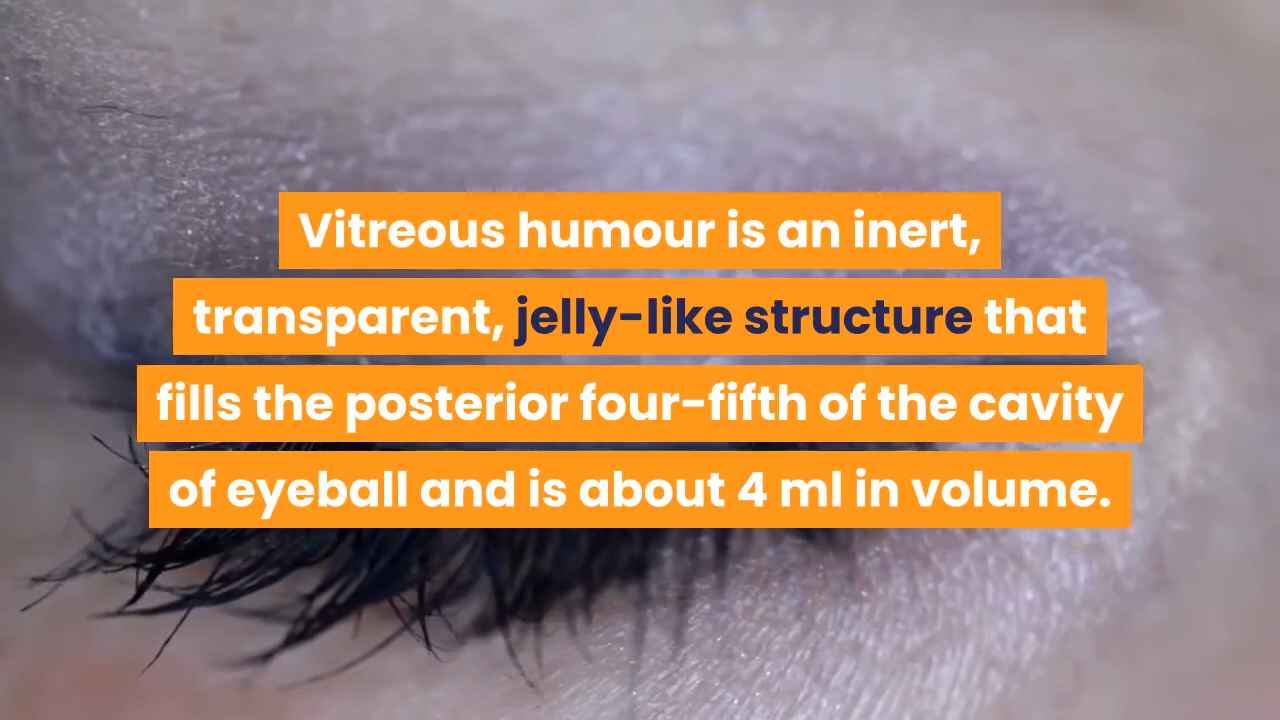 Vitreous humour is an inert,
transparent, jelly-like structure that
fills the posterior four-fifth of the cavity
of eyeball and is about 4 ml in volume.